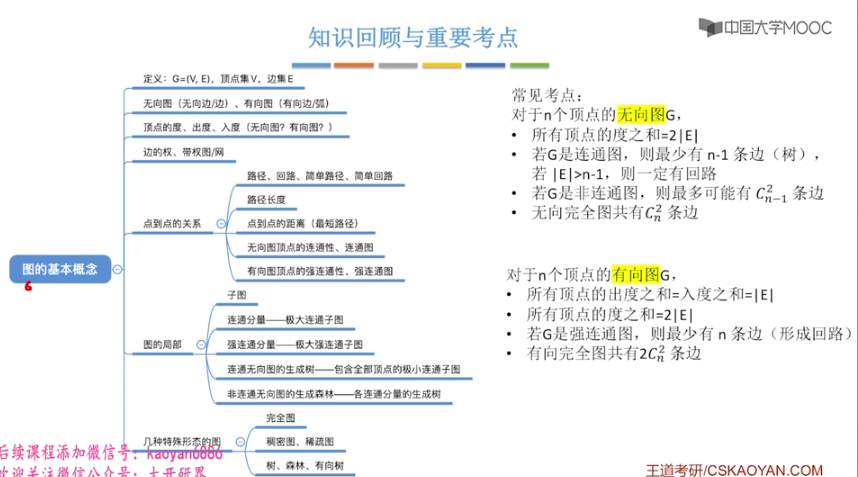 知识回顾与重要考点
中国大学MOOC
图的基本概念
定义：G=(V, E)，顶点集V，边集E
无向图（无向边/边）、有向图（有向边/弧）
顶点的度、出度、入度（无向图？有向图？）
边的权、带权图/网
点到点的关系
路径、回路、简单路径、简单回路
路径长度
点到点的距离（最短路径）
无向图顶点的连通性、连通图
有向图顶点的强连通性、强连通图
图的局部
子图
连通分量——极大连通子图
强连通分量——极大强连通子图
连通无向图的生成树——包含全部顶点的极小连通子图
非连通无向图的生成森林——各连通分量的生成树
几种特殊形态的图
完全图
稠密图、稀疏图
树、森林、有向树
常见考点：
对于n个顶点的无向图G，
• 所有顶点的度之和=2|E|
• 若G是连通图，则最少有 n-1 条边（树），
若 |E|>n-1，则一定有回路
• 若G是非连通图，则最多可能有 C²ₙ₋₁ 条边
• 无向完全图共有C²ₙ 条边
对于n个顶点的有向图G，
• 所有顶点的出度之和=入度之和=|E|
• 所有顶点的度之和=2|E|
• 若G是强连通图，则最少有 n 条边（形成回路）
• 有向完全图共有2C²ₙ 条边
后续课程添加微信号：kaoyan6886
欢迎关注微信公众号：
王道考研/CSKAOYAN.COM